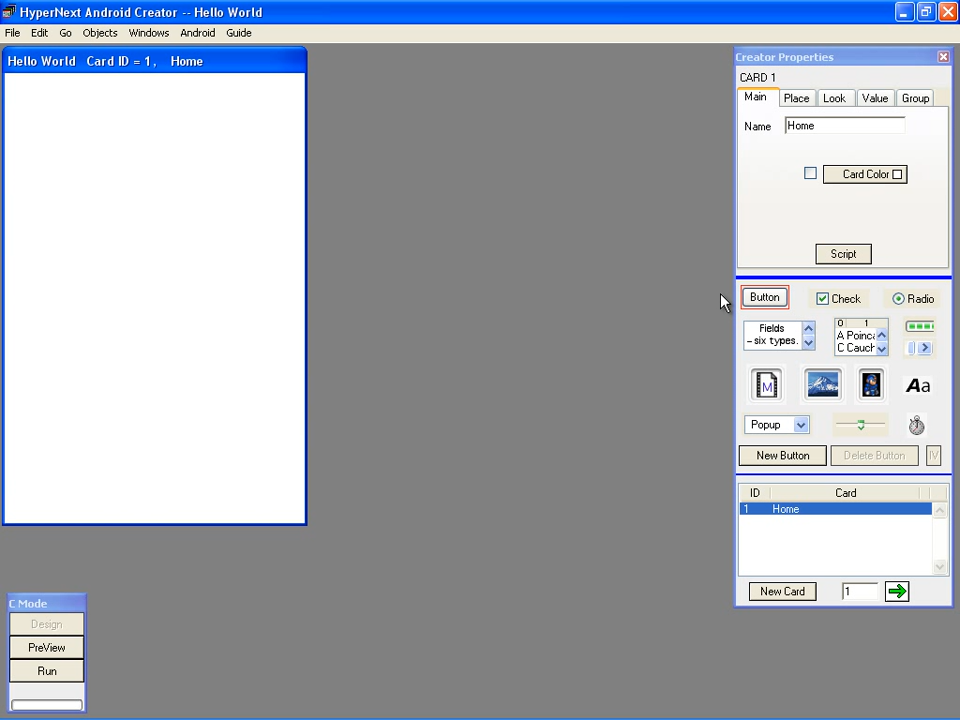 HyperNext Android Creator -- Hello World
File Edit Go Objects Windows Android Guide
Hello World Card ID = 1, Home
Creator Properties
CARD 1
Main Place Look Value Group
Name Home
Card Color
Script
Button Check Radio
Fields
– six types.
0 1
A Poinc
C Cauch
M
Aa
Popup
New Button Delete Button IV
ID Card
1 Home
New Card 1
C Mode
Design
PreView
Run